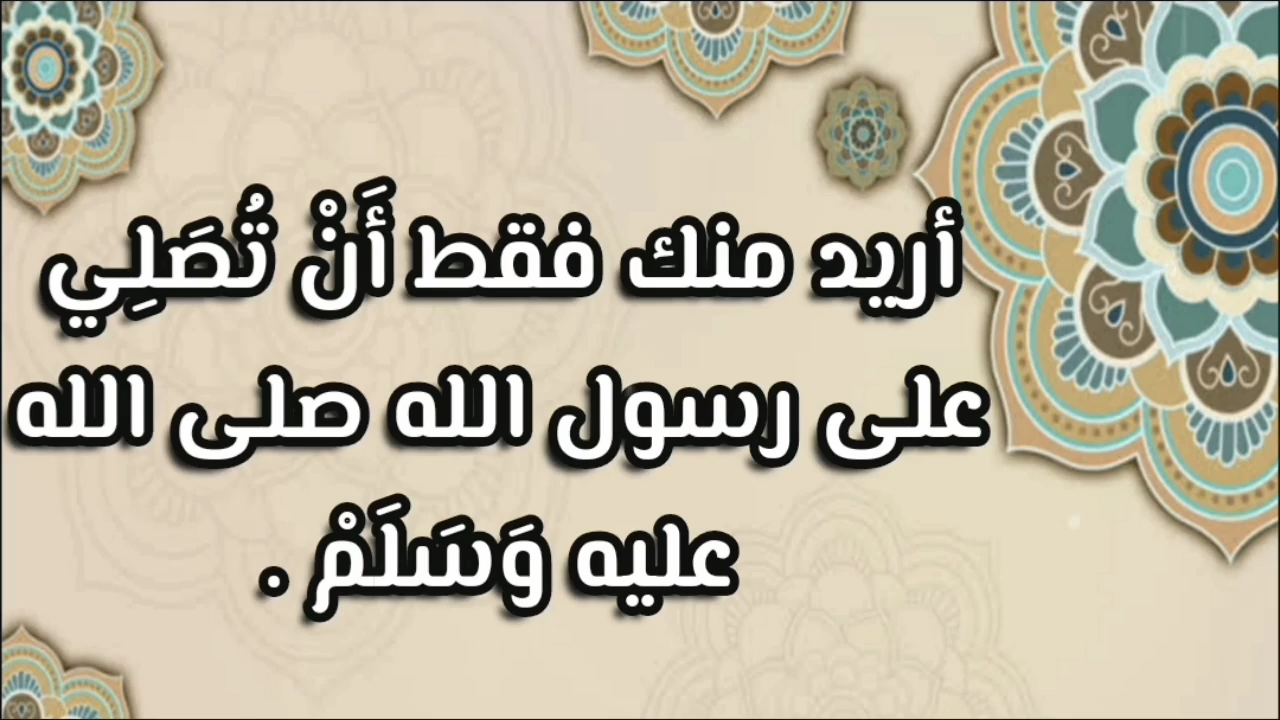 أريد منك فقط أَنْ تُصَلِي
على رسول الله صلى الله
عليه وَسَلَمْ .